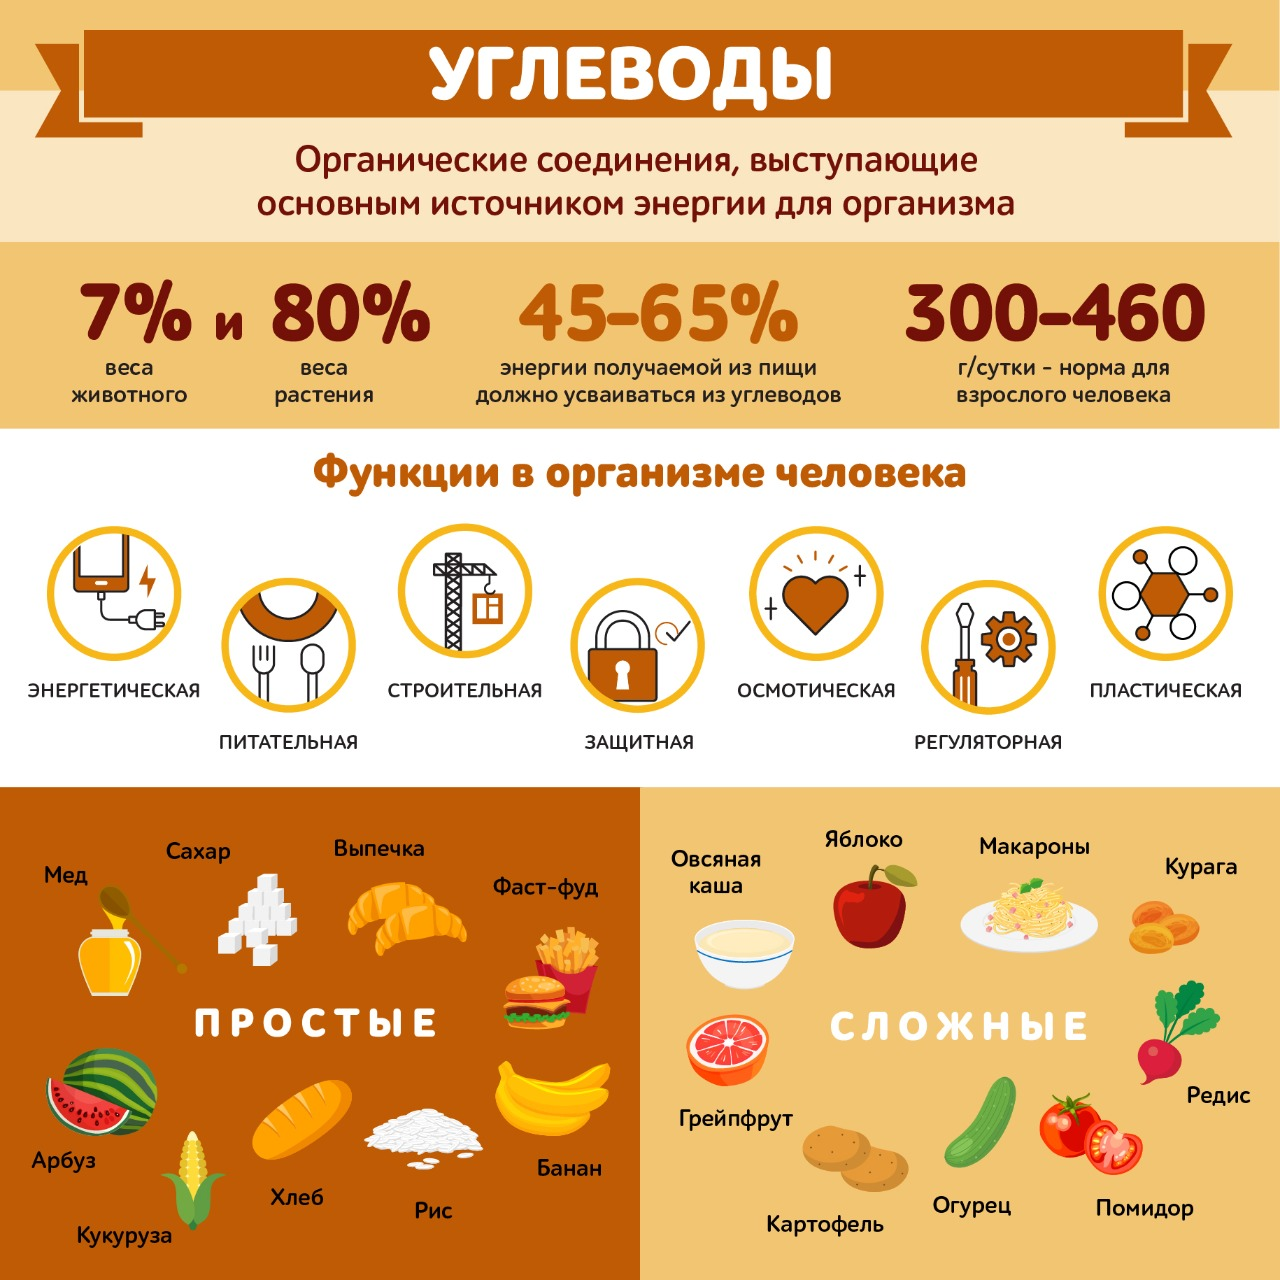 УГЛЕВОДЫ
Органические соединения, выступающие
основным источником энергии для организма
7% и 80%
веса
животного
веса
растения
45–65%
энергии получаемой из пищи
должно усваиваться из углеводов
300–460
г/сутки - норма для
взрослого человека
Функции в организме человека
ЭНЕРГЕТИЧЕСКАЯ
ПИТАТЕЛЬНАЯ
СТРОИТЕЛЬНАЯ
ЗАЩИТНАЯ
ОСМОТИЧЕСКАЯ
РЕГУЛЯТОРНАЯ
ПЛАСТИЧЕСКАЯ
Мед
Сахар
Выпечка
Фаст-фуд
ПРОСТЫЕ
Арбуз
Кукуруза
Хлеб
Рис
Банан
Овсяная
каша
Яблоко
Макароны
Курага
СЛОЖНЫЕ
Грейпфрут
Картофель
Огурец
Помидор
Редис